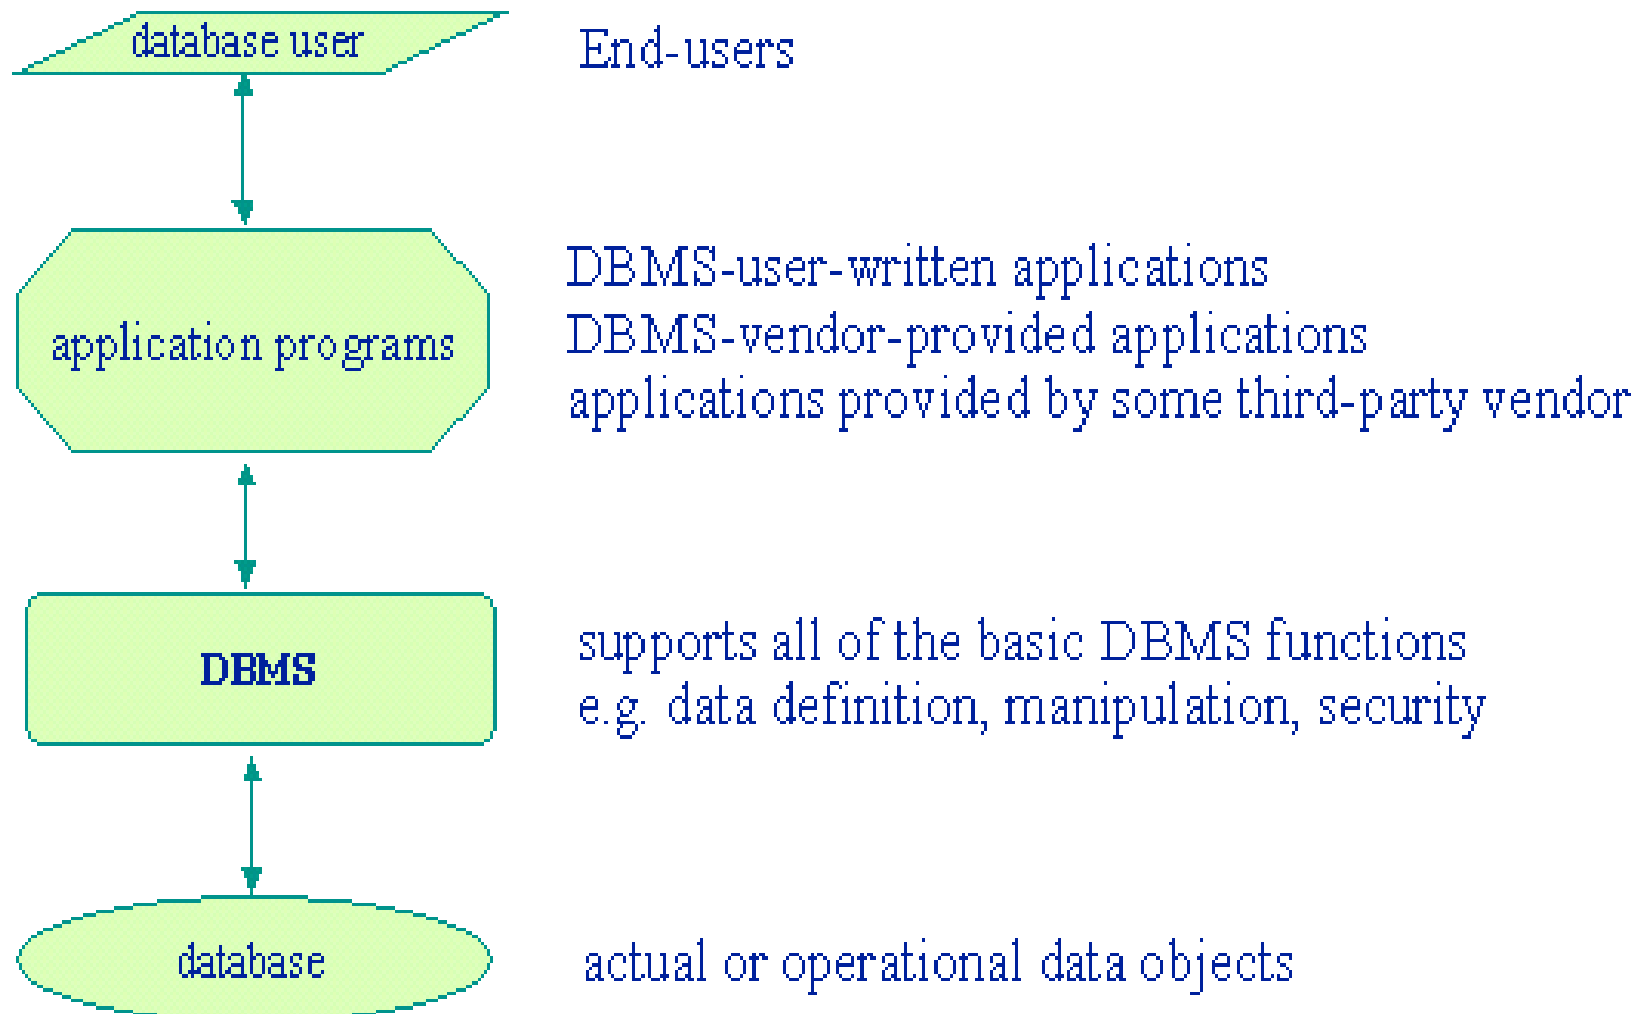 database user
End-users
application programs
DBMS-user-written applications
DBMS-vendor-provided applications
applications provided by some third-party vendor
DBMS
supports all of the basic DBMS functions
e.g. data definition, manipulation, security
database
actual or operational data objects